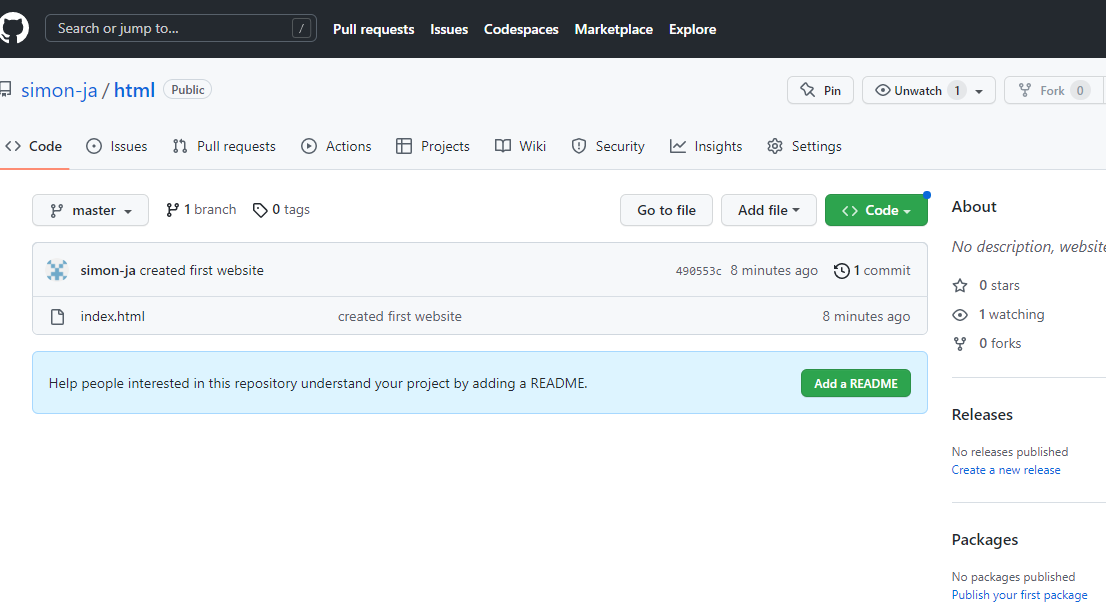 Search or jump to... /
Pull requests Issues Codespaces Marketplace Explore
simon-ja / html Public
Pin Unwatch 1 Fork 0
Code Issues Pull requests Actions Projects Wiki Insights Security Settings
master 1 branch 0 tags
Go to file Add file Code
simon-ja created first website 490553c 8 minutes ago 1 commit
index.html created first website 8 minutes ago
Help people interested in this repository understand your project by adding a README.
Add a README
About
No description, website
0 stars
1 watching
0 forks
Releases
No releases published
Create a new release
Packages
No packages published
Publish your first package